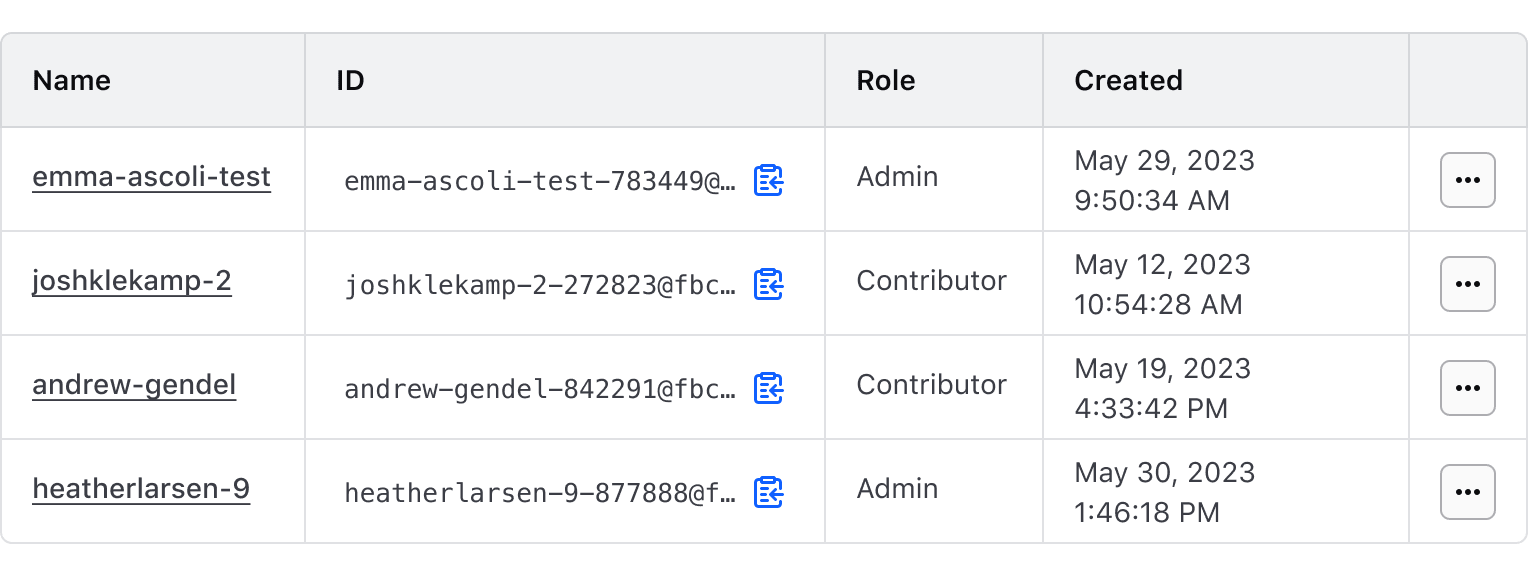 Name ID Role Created
emma-ascoli-test emma-ascoli-test-783449@… Admin May 29, 2023
9:50:34 AM
joshklekamp-2 joshklekamp-2-272823@fbc… Contributor May 12, 2023
10:54:28 AM
andrew-gendel andrew-gendel-842291@fbc… Contributor May 19, 2023
4:33:42 PM
heatherlarsen-9 heatherlarsen-9-877888@f… Admin May 30, 2023
1:46:18 PM